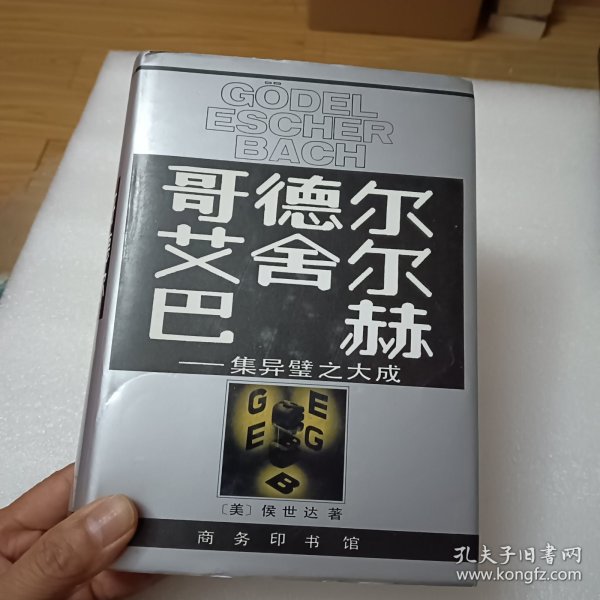 GÖDEL
ESCHER
BACH
哥德尔
艾舍尔
巴赫
——集异璧之大成
G E
E G
B
〔美〕侯世达著
商务印书馆
孔夫子旧书网
www.kongfz.com